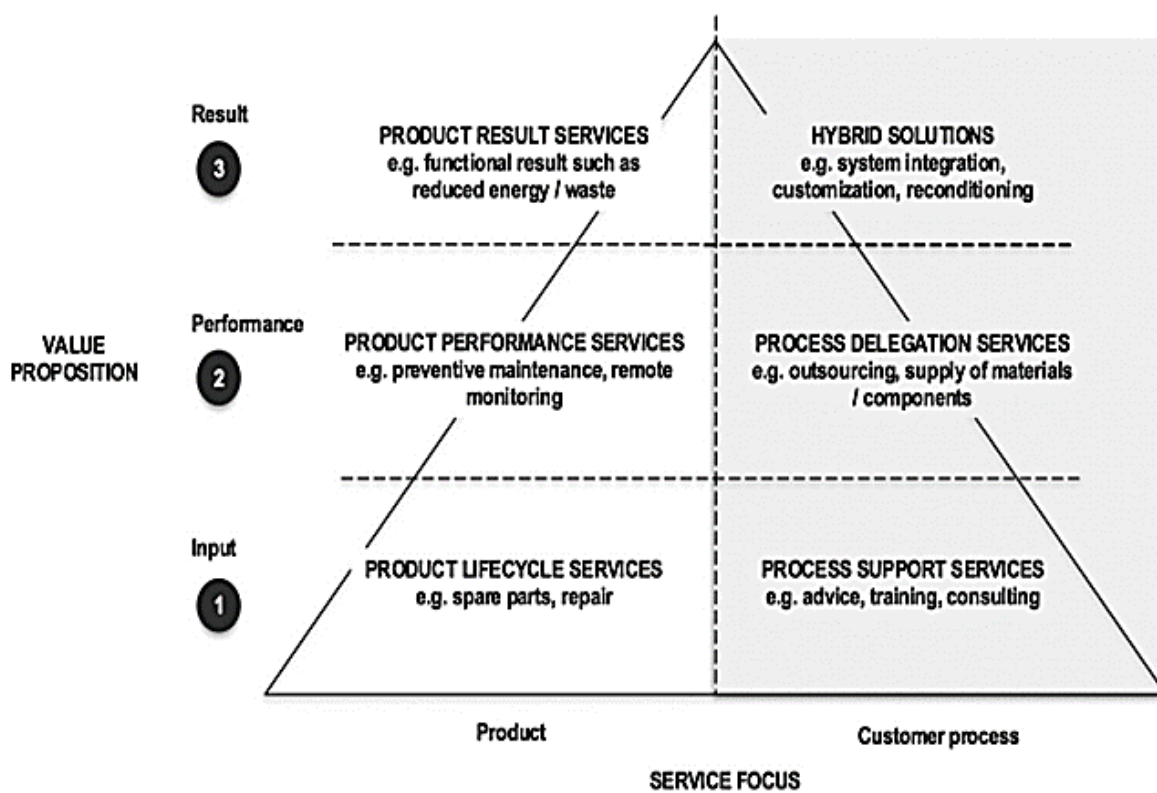 Result
3
PRODUCT RESULT SERVICES
e.g. functional result such as
reduced energy / waste
HYBRID SOLUTIONS
e.g. system integration,
customization, reconditioning
VALUE
PROPOSITION
Performance
2
PRODUCT PERFORMANCE SERVICES
e.g. preventive maintenance, remote
monitoring
PROCESS DELEGATION SERVICES
e.g. outsourcing, supply of materials
/ components
Input
1
PRODUCT LIFECYCLE SERVICES
e.g. spare parts, repair
PROCESS SUPPORT SERVICES
e.g. advice, training, consulting
Product
Customer process
SERVICE FOCUS